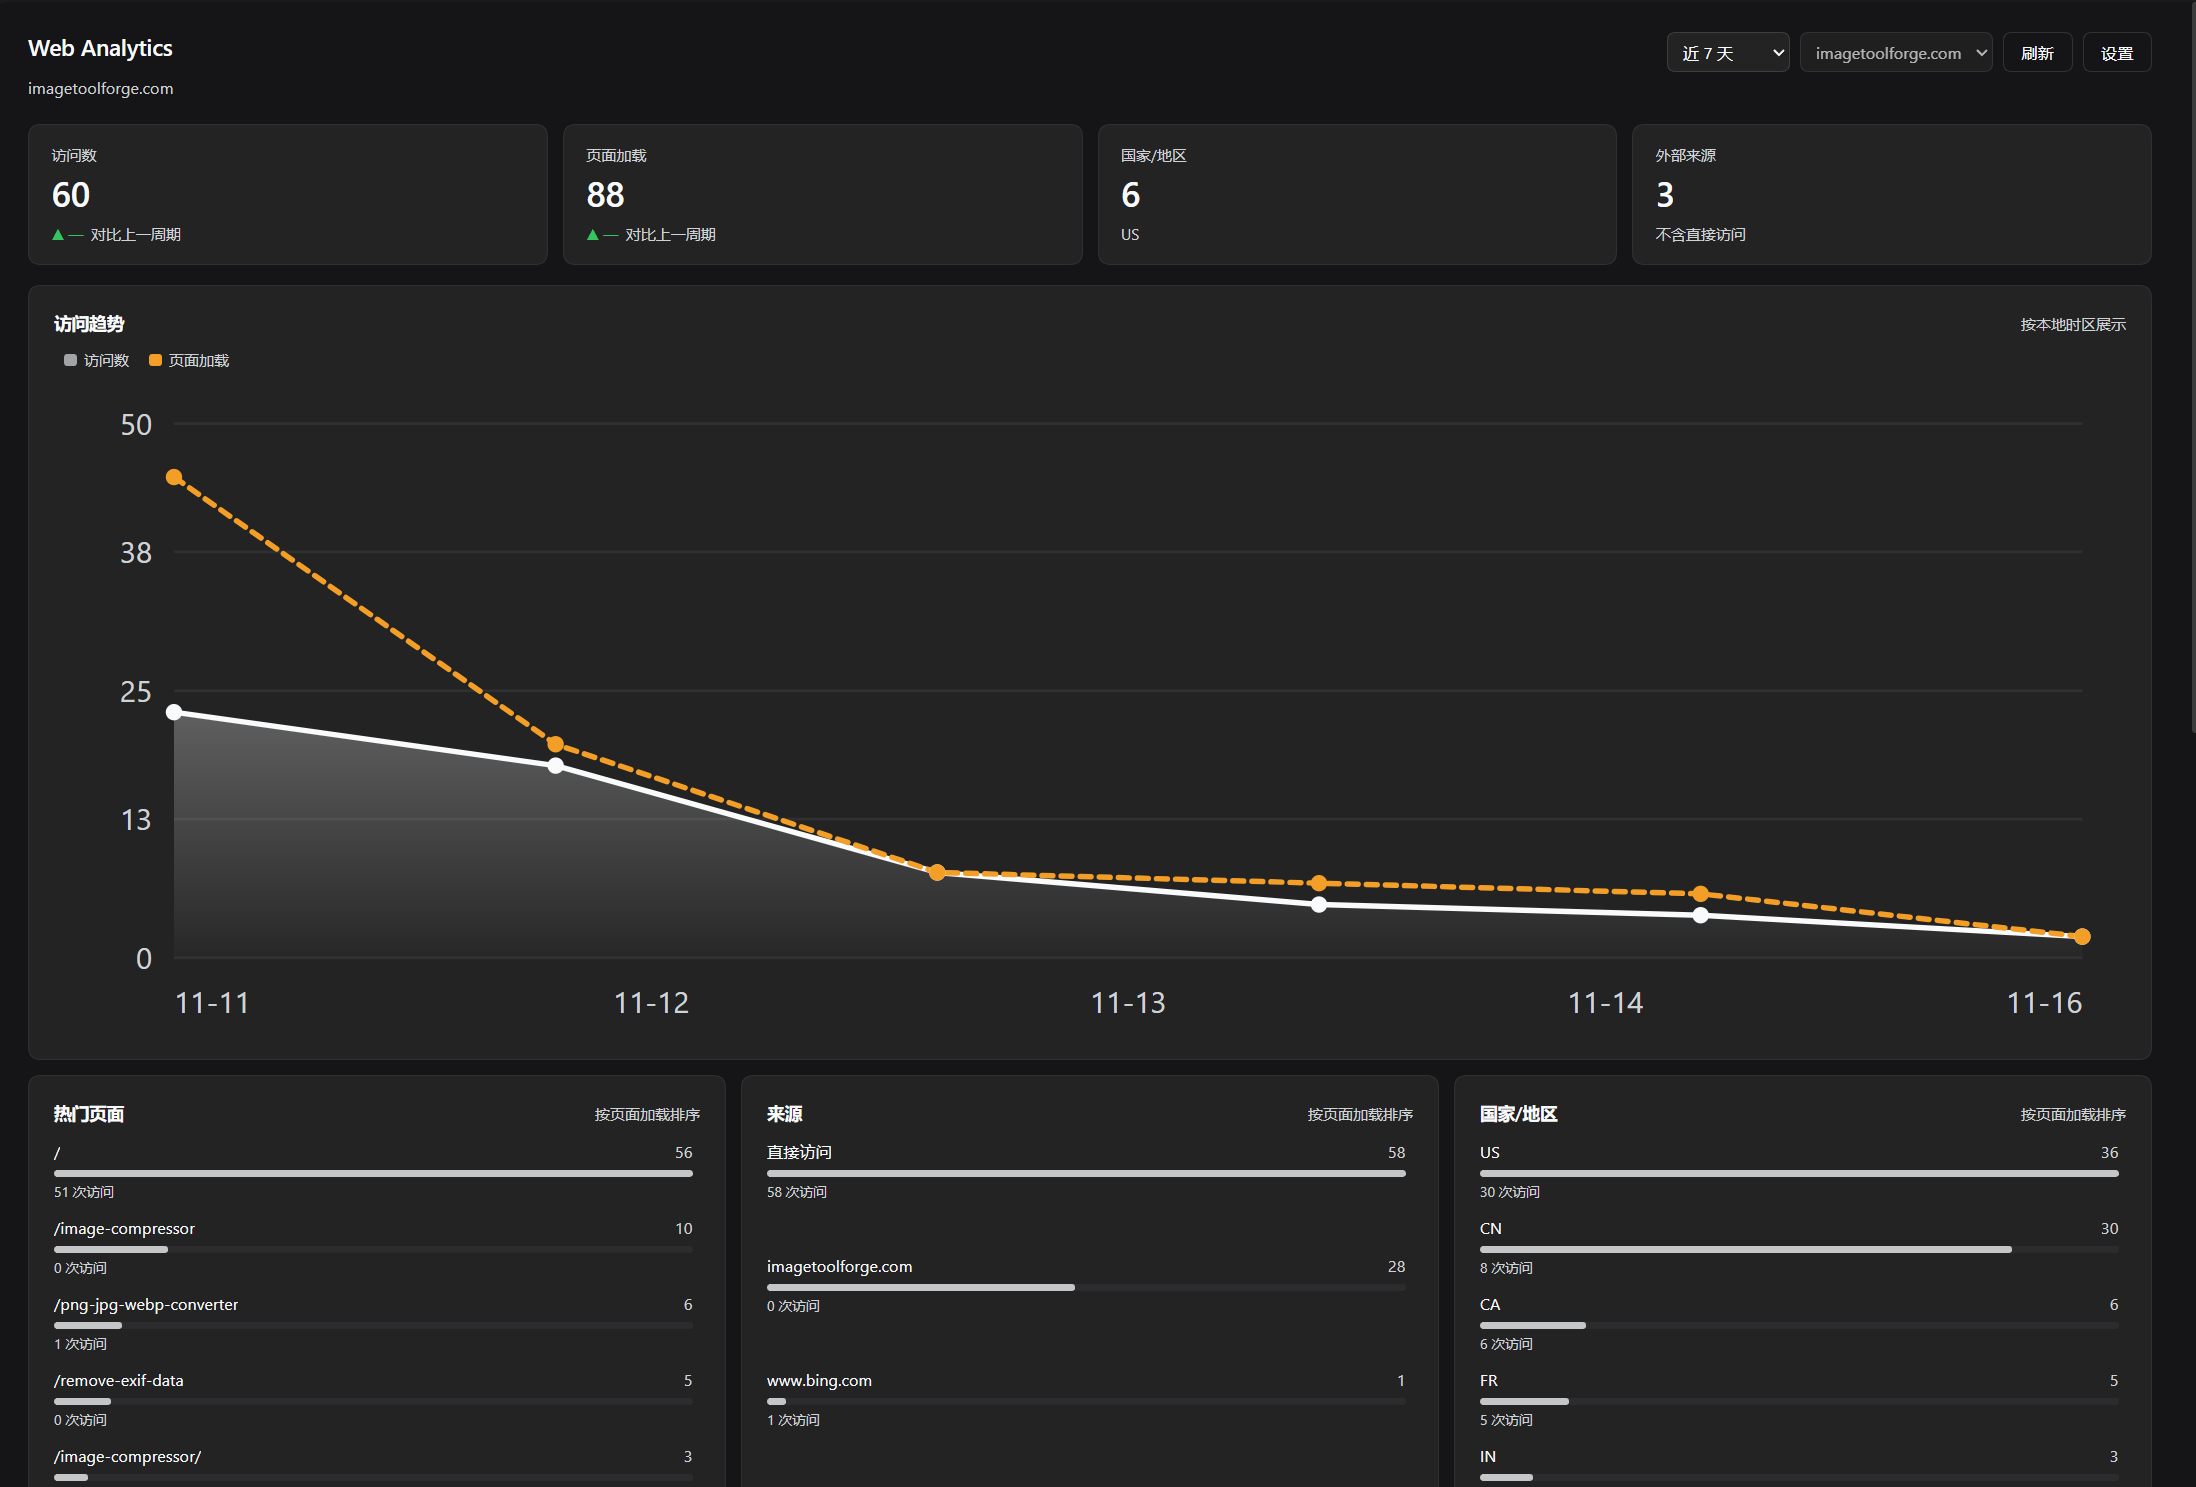 Web Analytics
imagetoolforge.com
近 7 天
imagetoolforge.com
刷新
设置
访问数
60
▲ — 对比上一周期
页面加载
88
▲ — 对比上一周期
国家/地区
6
US
外部来源
3
不含直接访问
访问趋势
按本地时区展示
访问数
页面加载
50
38
25
13
0
11-11
11-12
11-13
11-14
11-16
热门页面
按页面加载排序
/
56
51 次访问
/image-compressor
10
0 次访问
/png-jpg-webp-converter
6
1 次访问
/remove-exif-data
5
0 次访问
/image-compressor/
3
来源
按页面加载排序
直接访问
58
58 次访问
imagetoolforge.com
28
0 次访问
www.bing.com
1
1 次访问
国家/地区
按页面加载排序
US
36
30 次访问
CN
30
8 次访问
CA
6
6 次访问
FR
5
5 次访问
IN
3